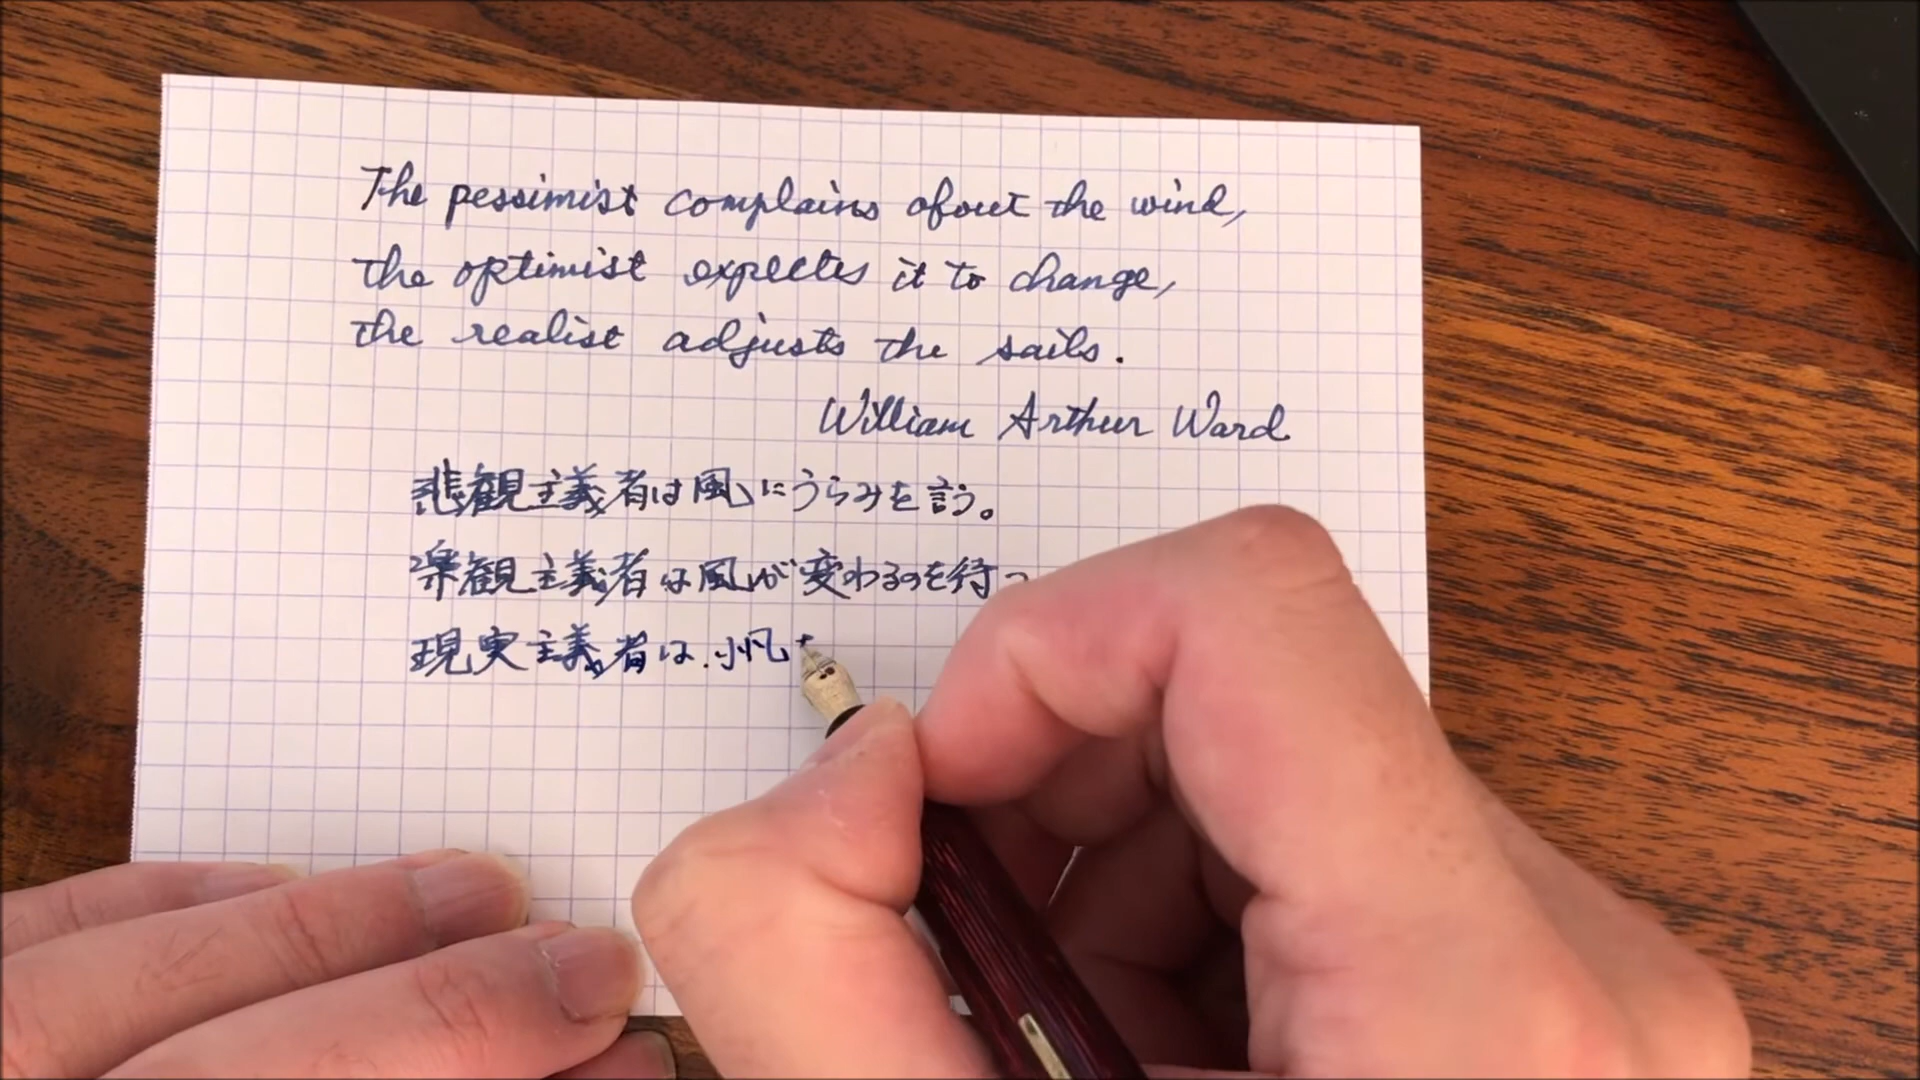 The pessimist complains about the wind,
the optimist expectes it to change,
the realist adjusts the sails.
William Arthur Ward
悲観主義者は風にうらみを言う。
楽観主義者は風が変わるのを待つ
現実主義者は、帆